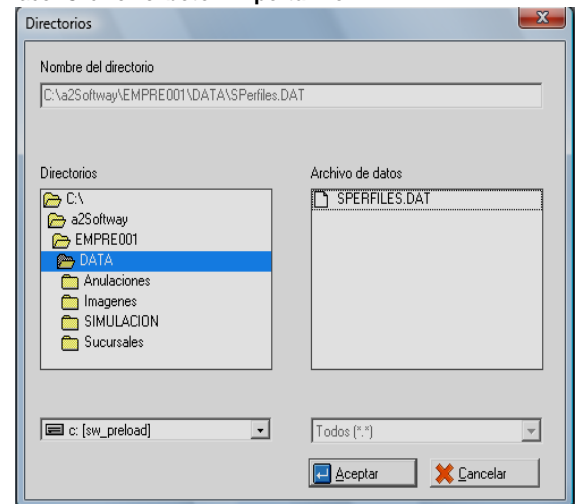 Directorios
Nombre del directorio
C:\a2Softway\EMPRE001\DATA\SPerfiles.DAT
Directorios
Archivo de datos
C:\
a2Softway
EMPRE001
DATA
Anulaciones
Imagenes
SIMULACION
Sucursales
SPERFILES.DAT
c: [sw_preload]
Todos (*.*)
Aceptar
Cancelar